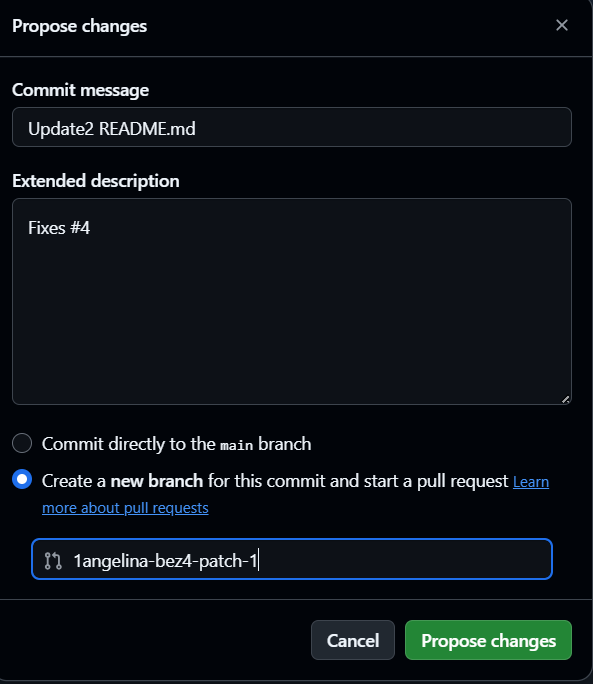 Propose changes
Commit message
Update2 README.md
Extended description
Fixes #4
Commit directly to the main branch
Create a new branch for this commit and start a pull request Learn
more about pull requests
1angelina-bez4-patch-1
Cancel
Propose changes